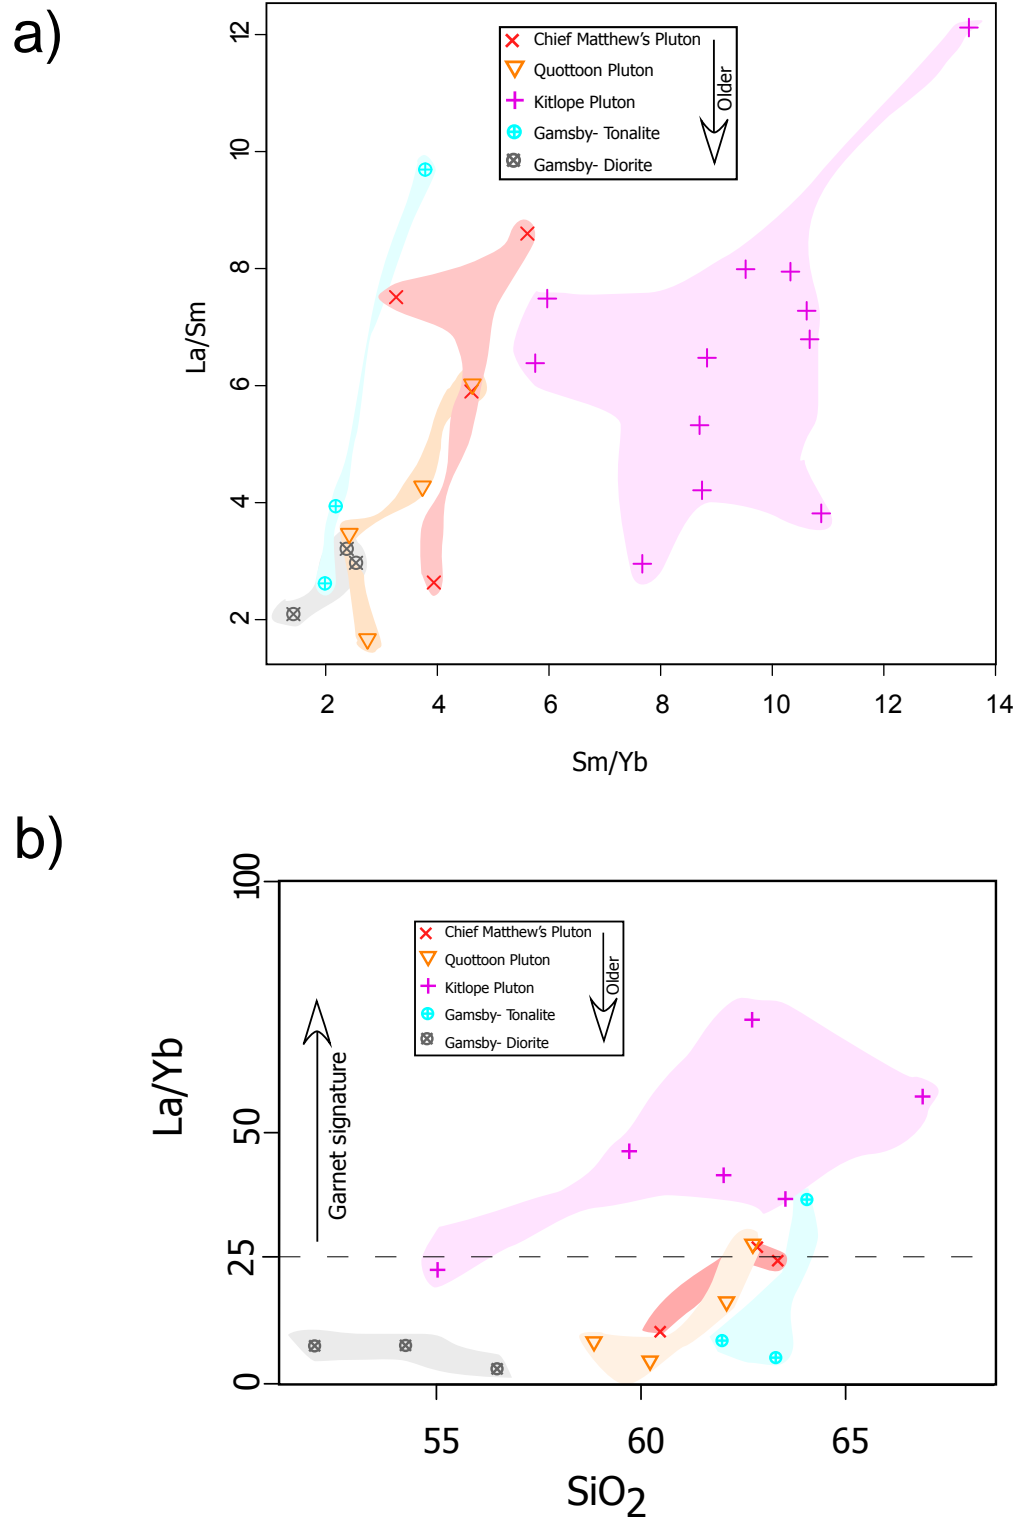 a)
12
10
8
6
4
2
La/Sm
Chief Matthew's Pluton
Quottoon Pluton
Kitlope Pluton
Gamsby- Tonalite
Gamsby- Diorite
Older
2 4 6 8 10 12 14
Sm/Yb
b)
100
50
25
0
La/Yb
Garnet signature
Chief Matthew's Pluton
Quottoon Pluton
Kitlope Pluton
Gamsby- Tonalite
Gamsby- Diorite
Older
55 60 65
SiO2